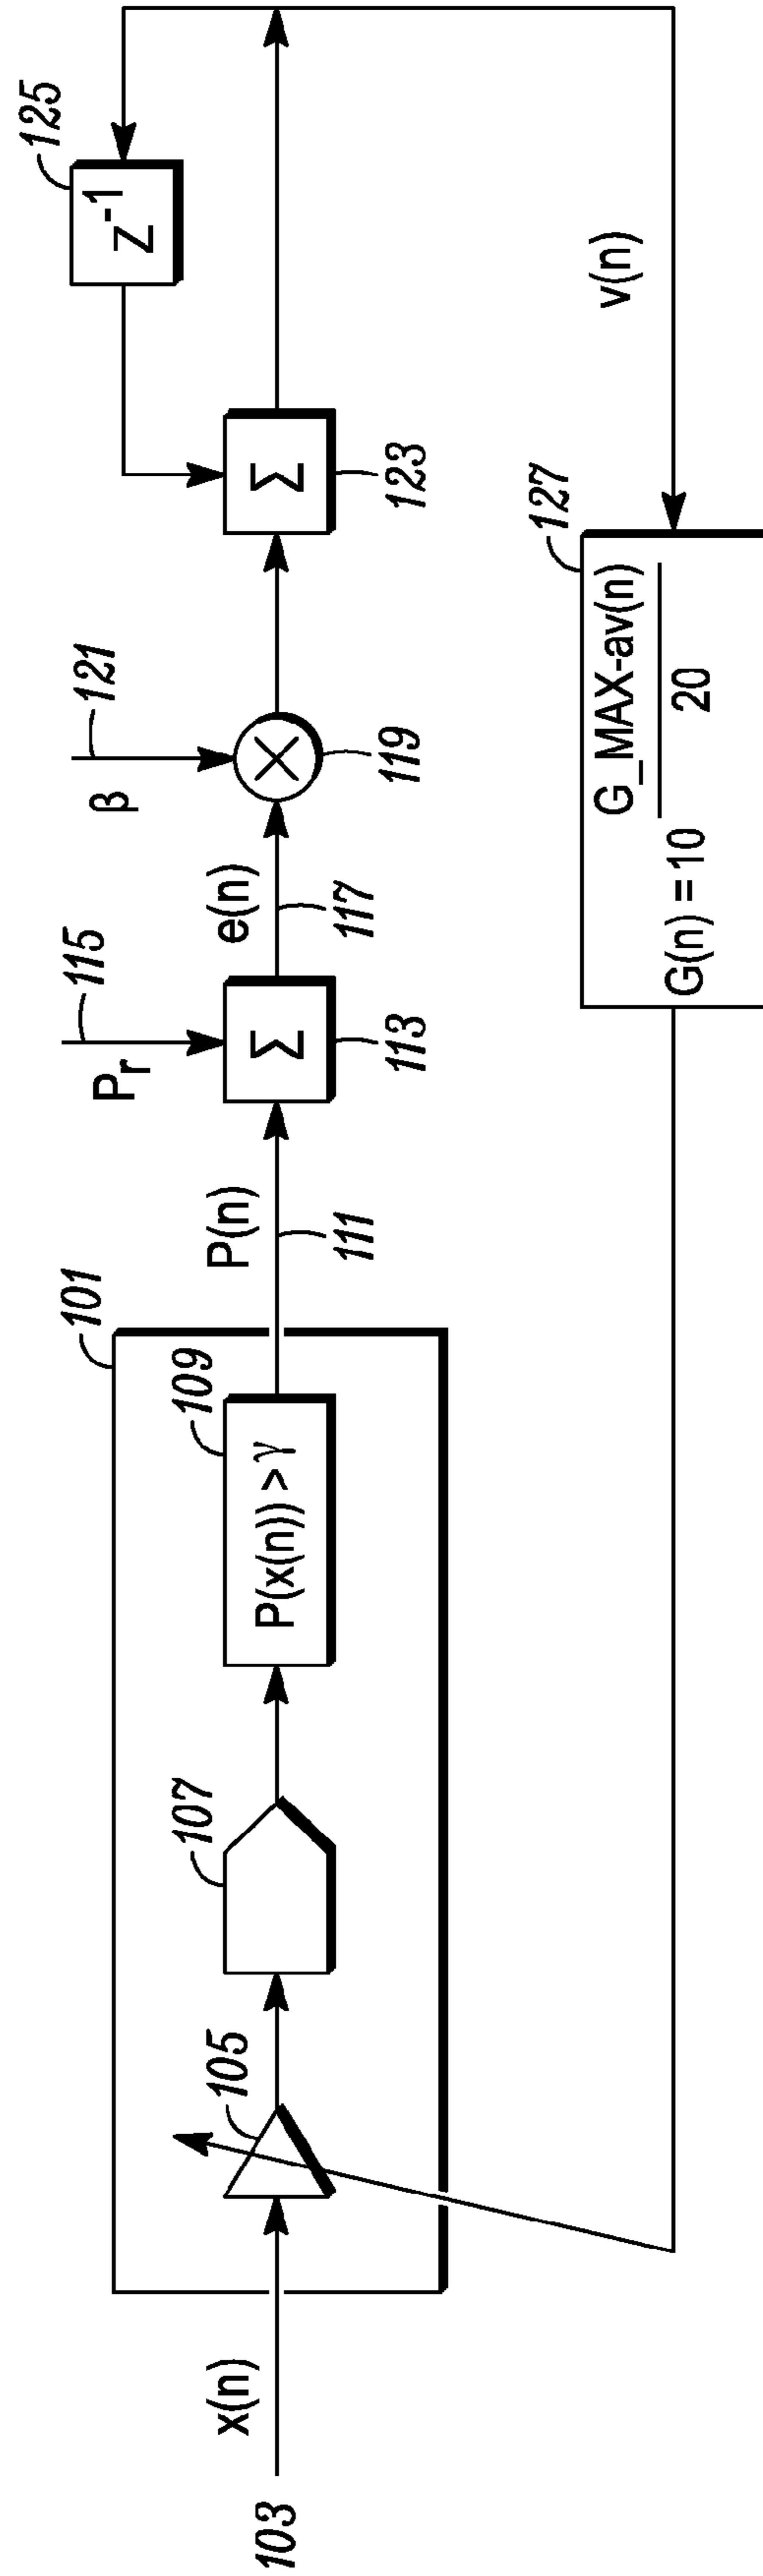 101
125
115
121
Pr
β
107
109
P(n)
e(n)
103
x(n)
105
P(x(n)) > γ
Σ
×
Σ
Z-1
111
113
117
119
123
127
v(n)
G(n) = 10 G_MAX-av(n)
20